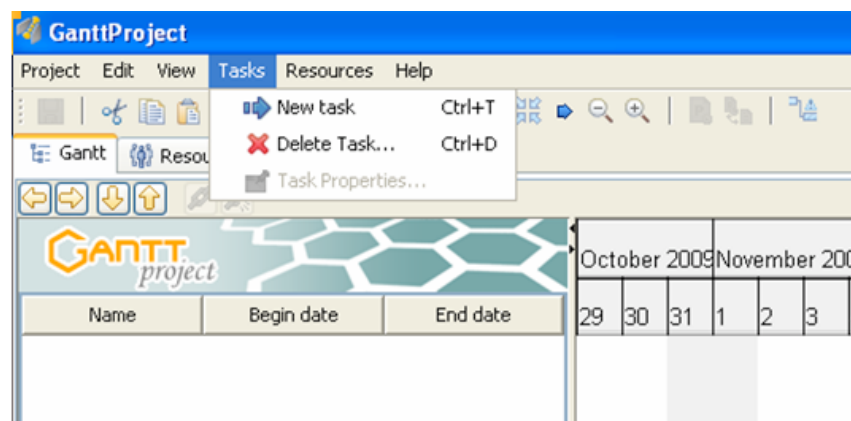 GanttProject
Project Edit View Tasks Resources Help
New task Ctrl+T
Delete Task... Ctrl+D
Task Properties...
Gantt
GANTT
project
October 2009 November
Name Begin date End date
29 30 31 1 2 3